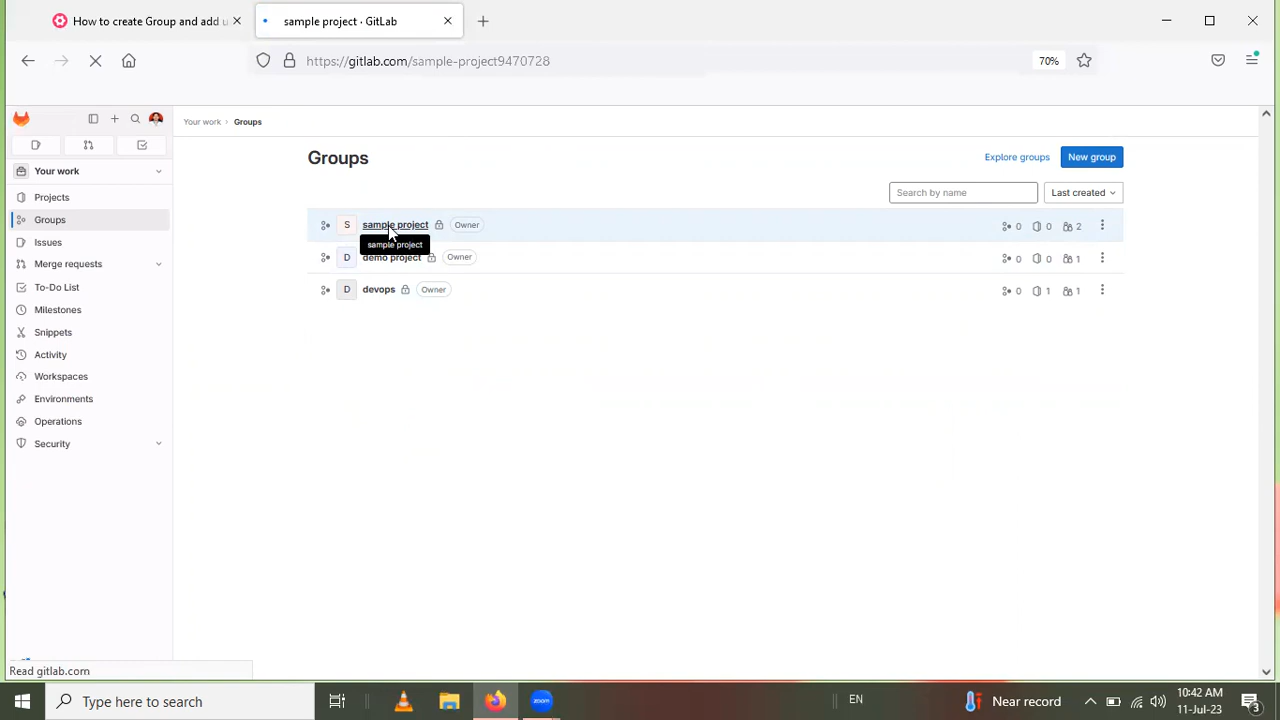 How to create Group and add u
sample project · GitLab
https://gitlab.com/sample-project9470728
70%
Your work › Groups
Groups
Explore groups
New group
Search by name
Last created
Your work
Projects
Groups
Issues
Merge requests
To-Do List
Milestones
Snippets
Activity
Workspaces
Environments
Operations
Security
S sample project Owner 0 0 2
sample project
D demo project Owner 0 0 1
D devops Owner 0 1 1
Read gitlab.com
Type here to search
EN
Near record
10:42 AM
11-Jul-23
3